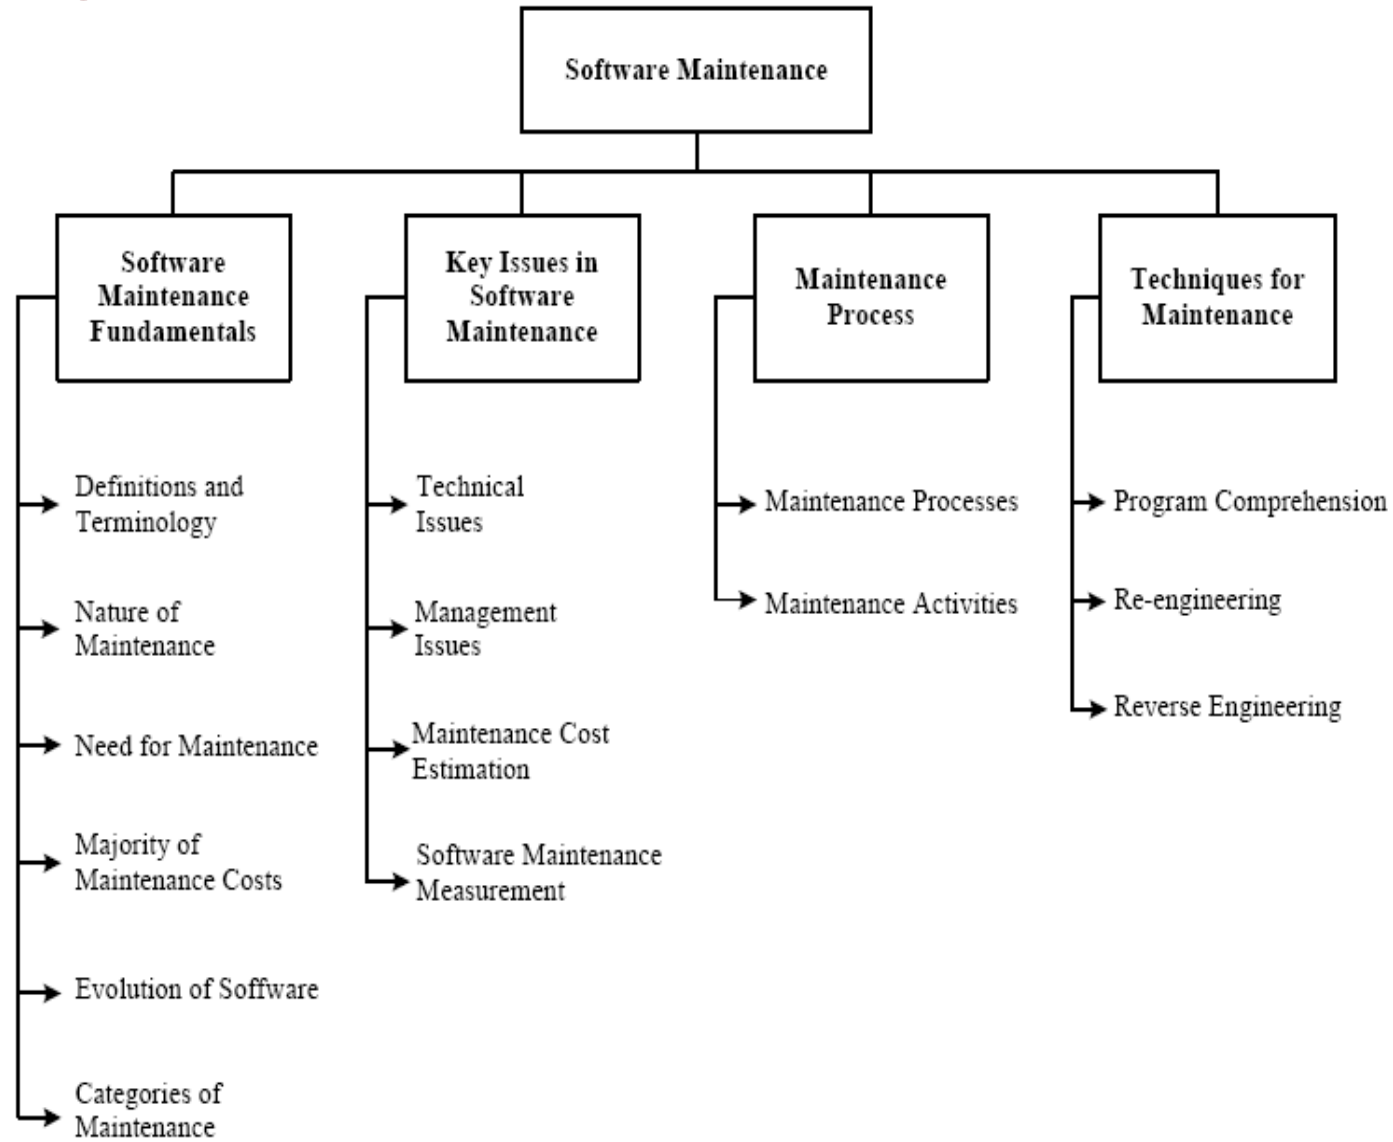 Software Maintenance
Software
Maintenance
Fundamentals
Key Issues in
Software
Maintenance
Maintenance
Process
Techniques for
Maintenance
Definitions and
Terminology
Nature of
Maintenance
Need for Maintenance
Majority of
Maintenance Costs
Evolution of Soffware
Categories of
Maintenance
Technical
Issues
Management
Issues
Maintenance Cost
Estimation
Software Maintenance
Measurement
Maintenance Processes
Maintenance Activities
Program Comprehension
Re-engineering
Reverse Engineering